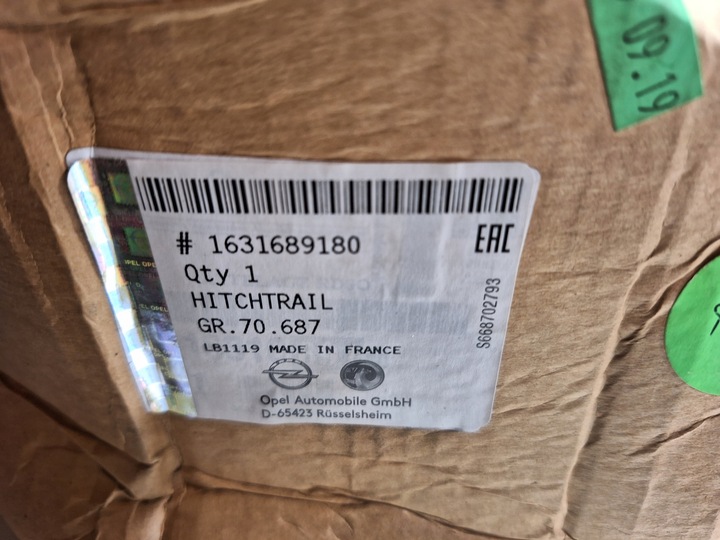 09.19
# 1631689180
EAC
Qty 1
HITCHTRAIL
GR.70.687
LB1119 MADE IN FRANCE
Opel Automobile GmbH
D-65423 Rüsselsheim
S668702793